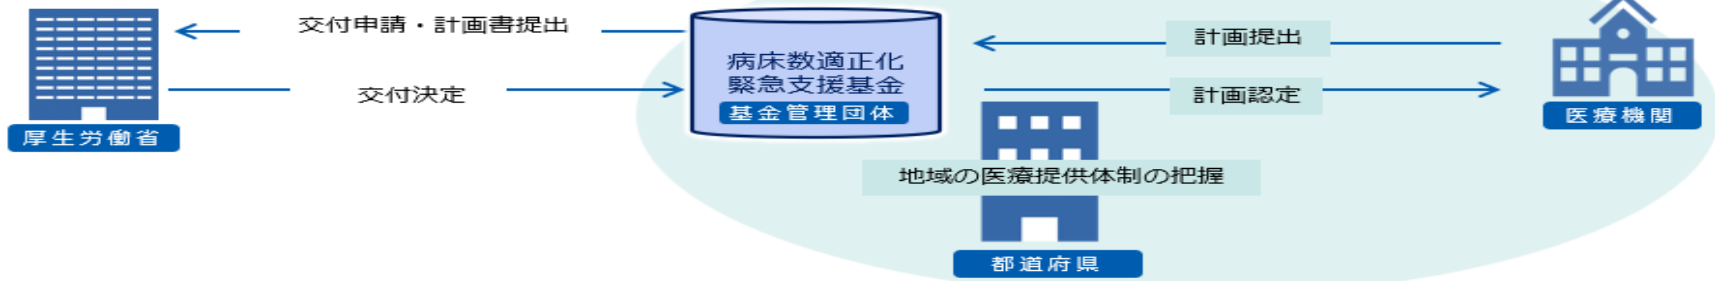 交付申請・計画書提出
交付決定
厚生労働省
病床数適正化
緊急支援基金
基金管理団体
計画提出
計画認定
医療機関
地域の医療提供体制の把握
都道府県